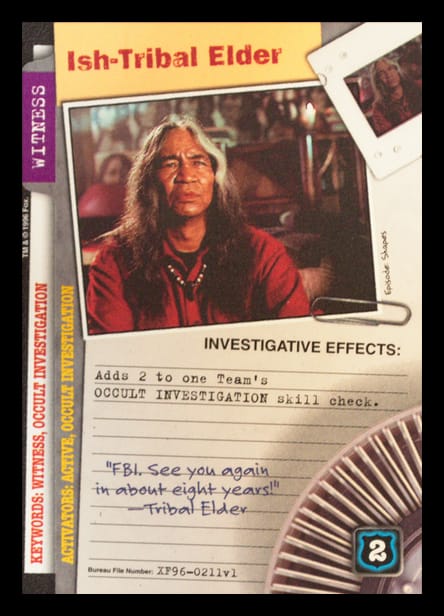 Ish-Tribal Elder
WITNESS
TM & © 1996 Fox.
Episode Shapes
KEYWORDS: WITNESS, OCCULT INVESTIGATION
ACTIVATORS: ACTIVE, OCCULT INVESTIGATION
INVESTIGATIVE EFFECTS:
Adds 2 to one Team's
OCCULT INVESTIGATION skill check.
"FBI. See you again
in about eight years!"
—Tribal Elder
Bureau File Number: XF96-0211v1
2